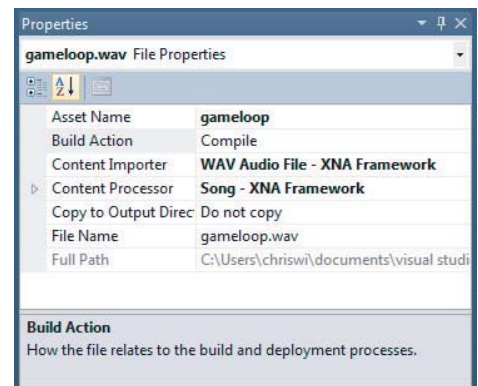 Properties
gameloop.wav File Properties
Asset Name gameloop
Build Action Compile
Content Importer WAV Audio File - XNA Framework
Content Processor Song - XNA Framework
Copy to Output Direc Do not copy
File Name gameloop.wav
Full Path C:\Users\chriswi\documents\visual studi
Build Action
How the file relates to the build and deployment processes.